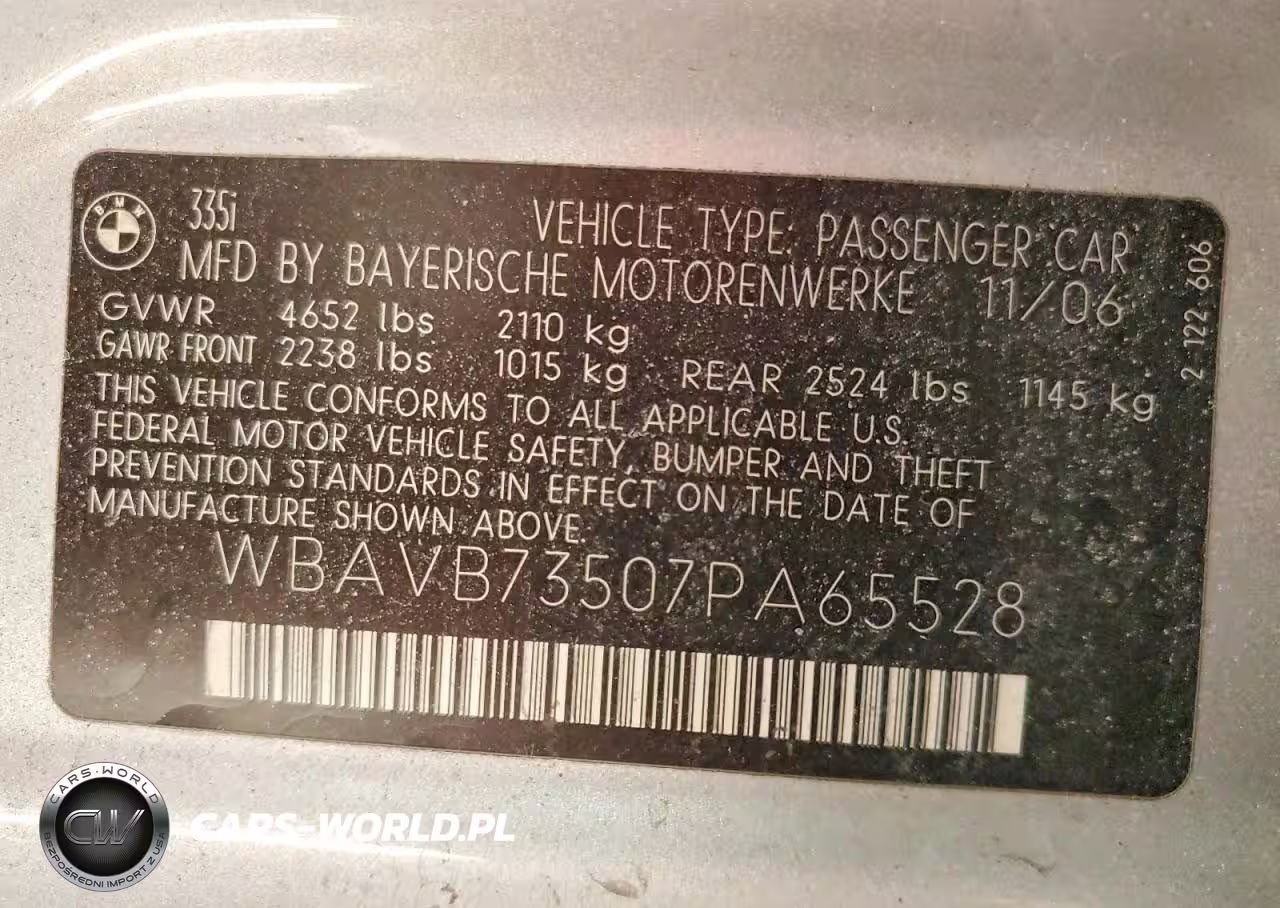 BMW
335i
VEHICLE TYPE: PASSENGER CAR
MFD BY BAYERISCHE MOTORENWERKE 11/06
GVWR 4652 lbs 2110 kg
GAWR FRONT 2238 lbs 1015 kg REAR 2524 lbs 1145 kg
THIS VEHICLE CONFORMS TO ALL APPLICABLE U.S.
FEDERAL MOTOR VEHICLE SAFETY, BUMPER AND THEFT
PREVENTION STANDARDS IN EFFECT ON THE DATE OF
MANUFACTURE SHOWN ABOVE.
WBAVB73507PA65528
2 122 606
CARS-WORLD
CW
BEZPOŚREDNI IMPORT Z USA
CARS-WORLD.PL